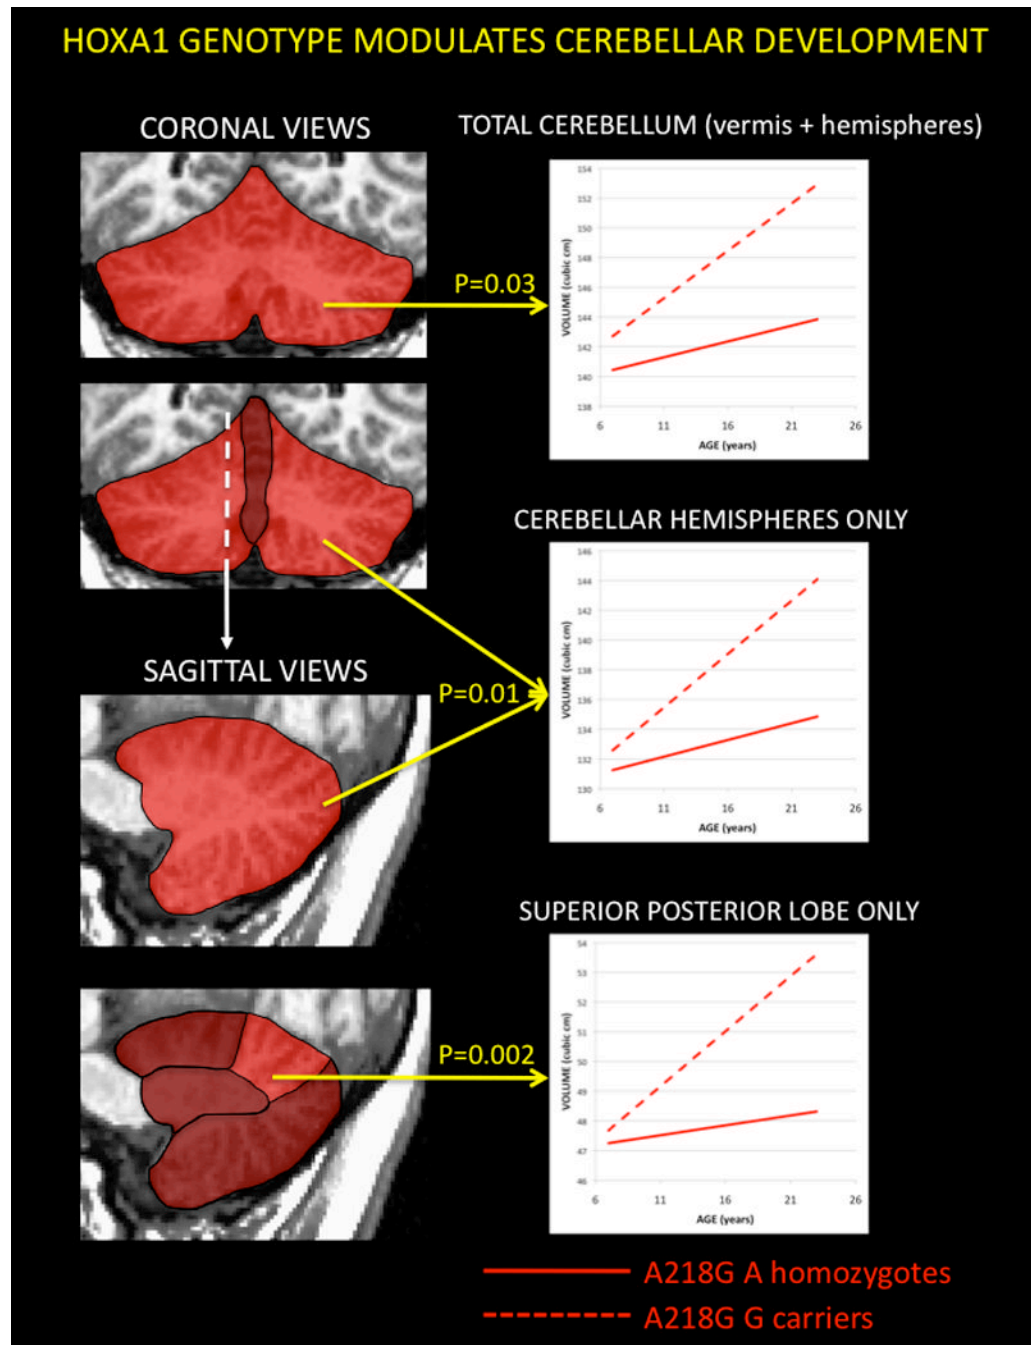 HOXA1 GENOTYPE MODULATES CEREBELLAR DEVELOPMENT
CORONAL VIEWS
TOTAL CEREBELLUM (vermis + hemispheres)
154
152
150
148
146
144
142
140
138
VOLUME (cubic cm)
6 11 16 21 26
AGE (years)
P=0.03
CEREBELLAR HEMISPHERES ONLY
146
144
142
140
138
136
134
132
130
VOLUME (cubic cm)
6 11 16 21 26
AGE (years)
P=0.01
SAGITTAL VIEWS
SUPERIOR POSTERIOR LOBE ONLY
54
53
52
51
50
49
48
47
46
VOLUME (cubic cm)
6 11 16 21 26
AGE (years)
P=0.002
A218G A homozygotes
A218G G carriers